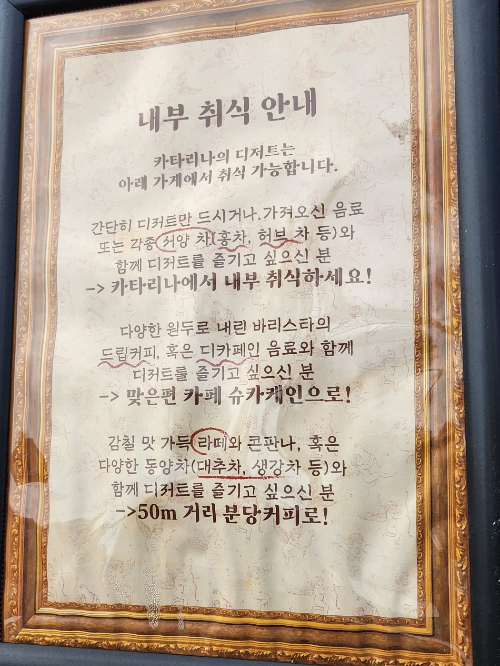 내부 취식 안내
카타리나의 디저트는
아래 가게에서 취식 가능합니다.
간단히 디저트만 드시거나, 가져오신 음료
또는 각종 서양 차(홍차, 허브 차 등)와
함께 디저트를 즐기고 싶으신 분
-> 카타리나에서 내부 취식하세요!
다양한 원두로 내린 바리스타의
드립커피, 혹은 디카페인 음료와 함께
디저트를 즐기고 싶으신 분
-> 맞은편 카페 슈카캐인으로!
감칠 맛 가득 라떼와 콘판나, 혹은
다양한 동양차(대추차, 생강차 등)와
함께 디저트를 즐기고 싶으신 분
->50m 거리 분당커피로!